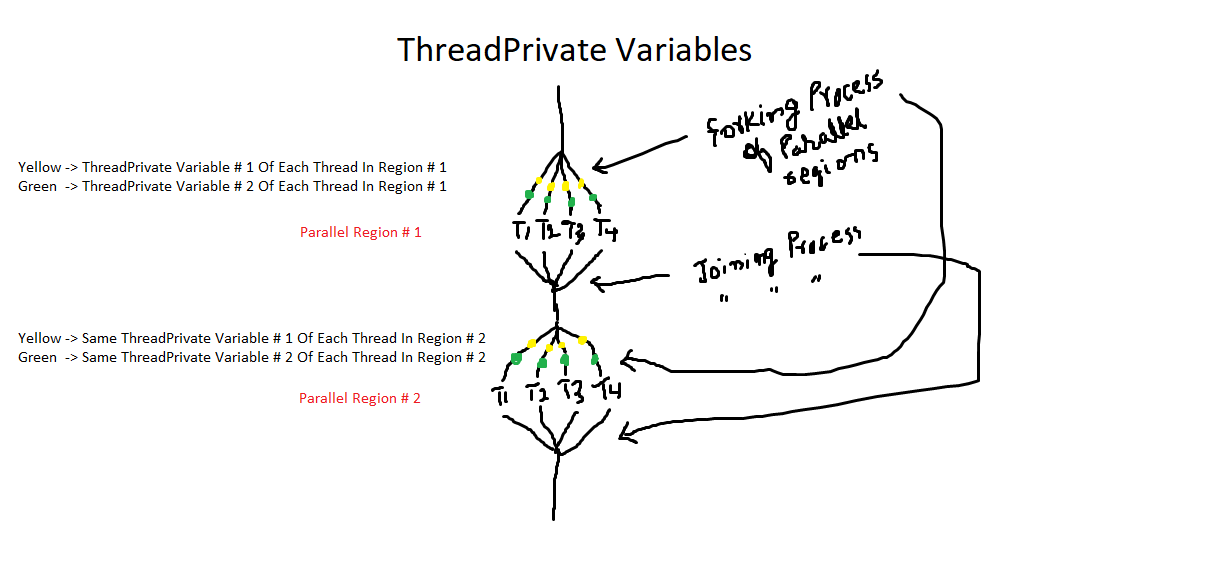 ThreadPrivate Variables
Forking Process
of Parallel
regions
Yellow -> ThreadPrivate Variable # 1 Of Each Thread In Region # 1
Green -> ThreadPrivate Variable # 2 Of Each Thread In Region # 1
Parallel Region # 1
T1 T2 T3 T4
Joining Process
" " "
Yellow -> Same ThreadPrivate Variable # 1 Of Each Thread In Region # 2
Green -> Same ThreadPrivate Variable # 2 Of Each Thread In Region # 2
T1 T2 T3 T4
Parallel Region # 2